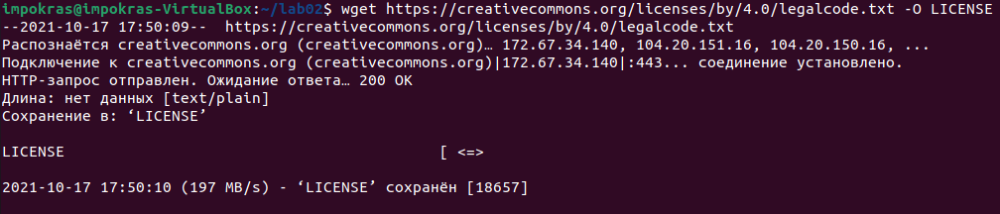 impokras@impokras-VirtualBox:~/lab02$ wget https://creativecommons.org/licenses/by/4.0/legalcode.txt -O LICENSE
--2021-10-17 17:50:09--  https://creativecommons.org/licenses/by/4.0/legalcode.txt
Распознаётся creativecommons.org (creativecommons.org)… 172.67.34.140, 104.20.151.16, 104.20.150.16, ...
Подключение к creativecommons.org (creativecommons.org)|172.67.34.140|:443... соединение установлено.
HTTP-запрос отправлен. Ожидание ответа… 200 OK
Длина: нет данных [text/plain]
Сохранение в: ‘LICENSE’
LICENSE                                         [ <=>
2021-10-17 17:50:10 (197 MB/s) - ‘LICENSE’ сохранён [18657]